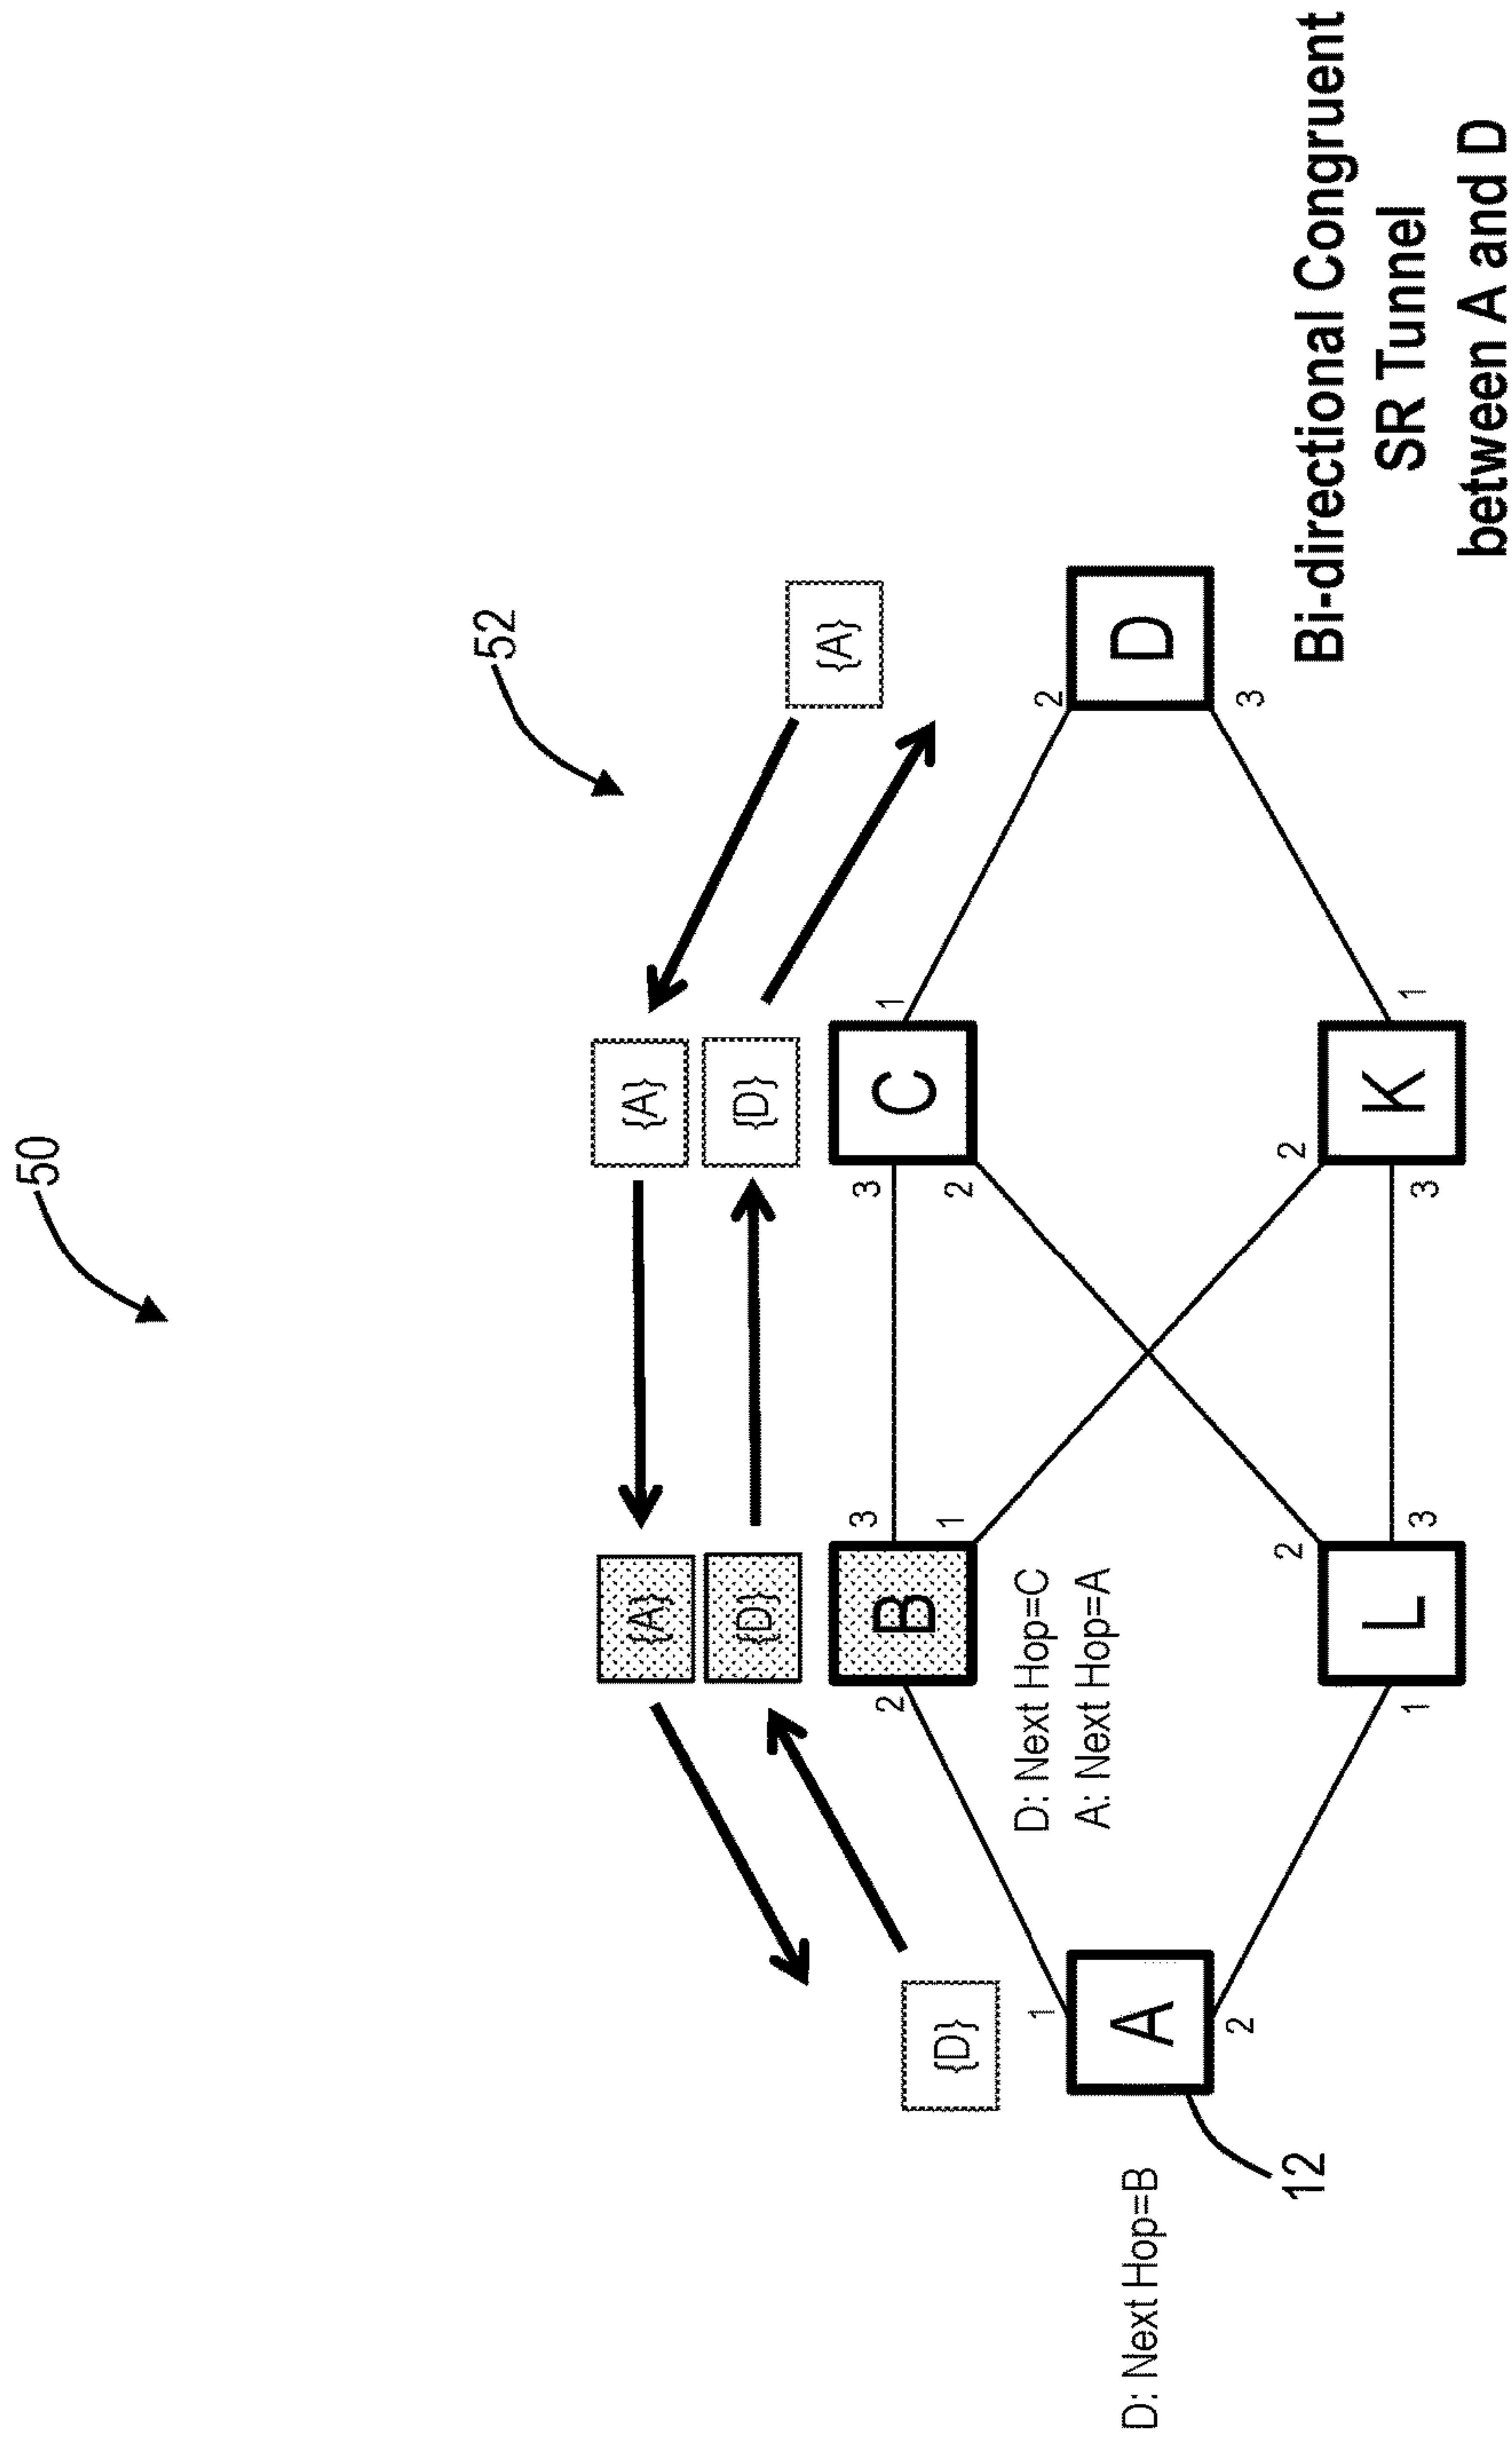 50
52
{A}
{A}
{A}
{D}
{D}
{D}
2
3
3
1
B
C
1
2
D: Next Hop=C
A: Next Hop=A
1
2
D: Next Hop=B
A
D
2
3
12
2
2
L
K
1
3
3
1
Bi-directional Congruent
SR Tunnel
between A and D